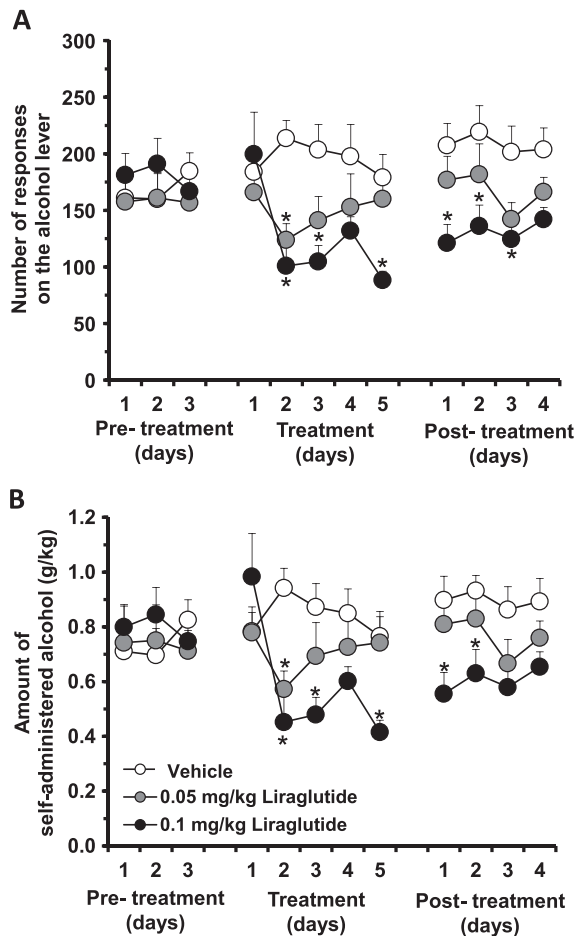 A
300
250
200
150
100
50
0
Number of responses
on the alcohol lever
*
*
*
*
*
*
*
1 2 3 1 2 3 4 5 1 2 3 4
Pre- treatment Treatment Post- treatment
(days) (days) (days)
B
1.2
1.0
0.8
0.6
0.4
0.2
0.0
Amount of
self-administered alcohol (g/kg)
*
*
*
*
*
*
Vehicle
0.05 mg/kg Liraglutide
0.1 mg/kg Liraglutide
1 2 3 1 2 3 4 5 1 2 3 4
Pre- treatment Treatment Post- treatment
(days) (days) (days)